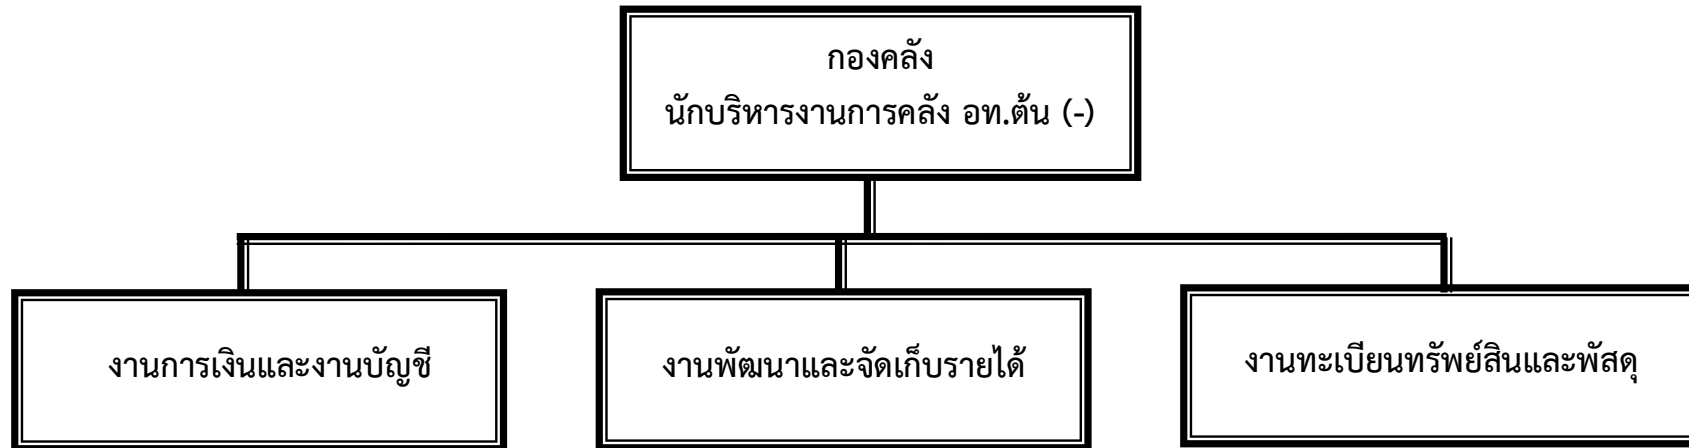 กองคลัง
นักบริหารงานการคลัง อท.ต้น (-)
งานการเงินและงานบัญชี
งานพัฒนาและจัดเก็บรายได้
งานทะเบียนทรัพย์สินและพัสดุ